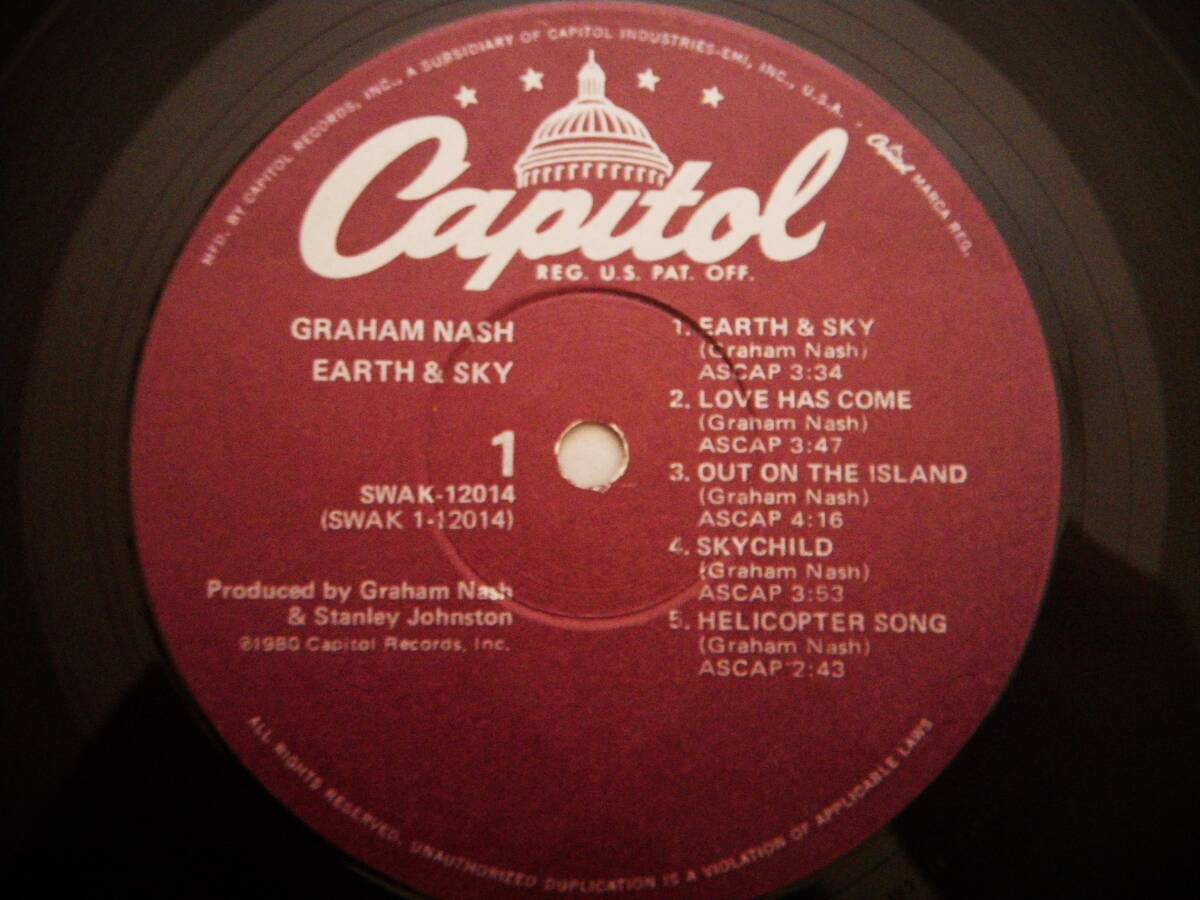 MFD. BY CAPITOL RECORDS, INC., A SUBSIDIARY OF CAPITOL INDUSTRIES-EMI, INC., U.S.A. · Capitol MARCA REG.
Capitol
REG. U.S. PAT. OFF.
GRAHAM NASH
EARTH & SKY
1
SWAK-12014
(SWAK 1-12014)
Produced by Graham Nash
& Stanley Johnston
℗1980 Capitol Records, Inc.
1. EARTH & SKY
(Graham Nash)
ASCAP 3:34
2. LOVE HAS COME
(Graham Nash)
ASCAP 3:47
3. OUT ON THE ISLAND
(Graham Nash)
ASCAP 4:16
4. SKYCHILD
(Graham Nash)
ASCAP 3:53
5. HELICOPTER SONG
(Graham Nash)
ASCAP 2:43
ALL RIGHTS RESERVED. UNAUTHORIZED DUPLICATION IS A VIOLATION OF APPLICABLE LAWS